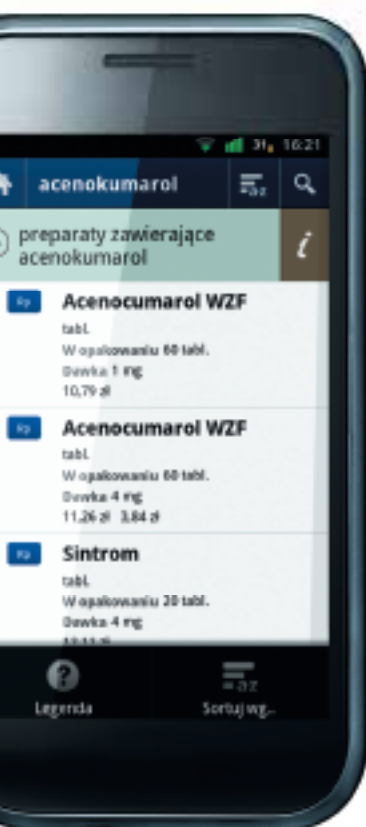 16:21
acenokumarol
preparaty zawierające
acenokumarol
i
Rp Acenocumarol WZF
tabl.
W opakowaniu 60 tabl.
Dawka 1 mg
10,79 zł
Rp Acenocumarol WZF
tabl.
W opakowaniu 60 tabl.
Dawka 4 mg
11,26 zł 3,84 zł
Rp Sintrom
tabl.
W opakowaniu 20 tabl.
Dawka 4 mg
?
az
Legenda
Sortuj wg...